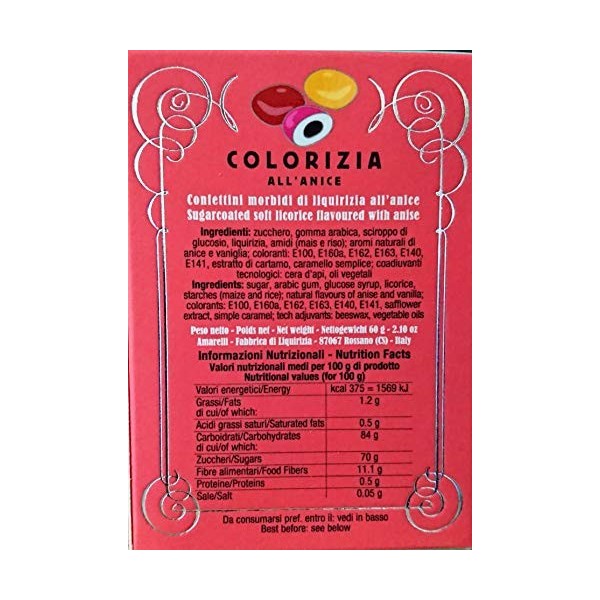 COLORIZIA
ALL'ANICE
Confettini morbidi di liquirizia all'anice
Sugarcoated soft licorice flavoured with anise
Ingredienti: zucchero, gomma arabica, sciroppo di
glucosio, liquirizia, amidi (mais e riso); aromi naturali di
anice e vaniglia; coloranti: E100, E160a, E162, E163, E140,
E141, estratto di cartamo, caramello semplice; coadiuvanti
tecnologici: cera d'api, oli vegetali
Ingredients: sugar, arabic gum, glucose syrup, licorice,
starches (maize and rice); natural flavours of anise and vanilla;
colorants: E100, E160a, E162, E163, E140, E141, safflower
extract, simple caramel; tech adjuvants: beeswax, vegetable oils
Peso netto - Poids net - Net weight - Nettogewicht 60 g - 2.10 oz
Amarelli - Fabbrica di Liquirizia - 87067 Rossano (CS) - Italy
Informazioni Nutrizionali - Nutrition Facts
Valori nutrizionali medi per 100 g di prodotto
Nutritional values (for 100 g)
Valori energetici/Energy kcal 375 = 1569 kJ
Grassi/Fats 1.2 g
di cui/of which:
Acidi grassi saturi/Saturated fats 0.5 g
Carboidrati/Carbohydrates 84 g
di cui/of which:
Zuccheri/Sugars 70 g
Fibre alimentari/Food Fibers 11.1 g
Proteine/Proteins 0.5 g
Sale/Salt 0.05 g
Da consumarsi pref. entro il: vedi in basso
Best before: see below